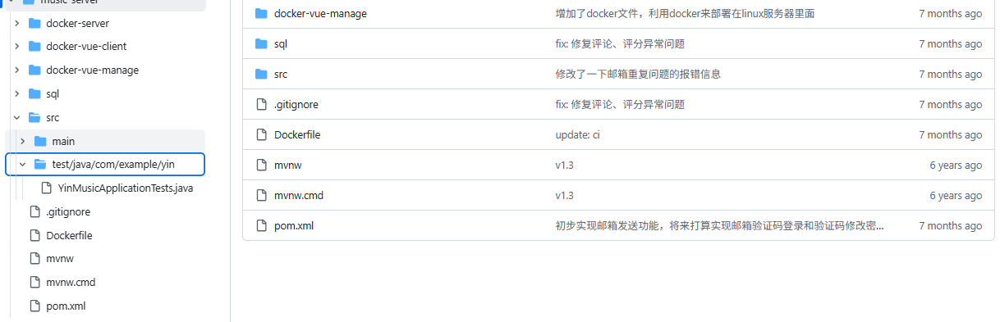 music-server
docker-server
docker-vue-client
docker-vue-manage
sql
src
main
test/java/com/example/yin
YinMusicApplicationTests.java
.gitignore
Dockerfile
mvnw
mvnw.cmd
pom.xml
docker-vue-manage 增加了docker文件，利用docker来部署在linux服务器里面 7 months ago
sql fix: 修复评论、评分异常问题 7 months ago
src 修改了一下邮箱重复问题的报错信息 7 months ago
.gitignore fix: 修复评论、评分异常问题 7 months ago
Dockerfile update: ci 7 months ago
mvnw v1.3 6 years ago
mvnw.cmd v1.3 6 years ago
pom.xml 初步实现邮箱发送功能，将来打算实现邮箱验证码登录和验证码修改密... 7 months ago